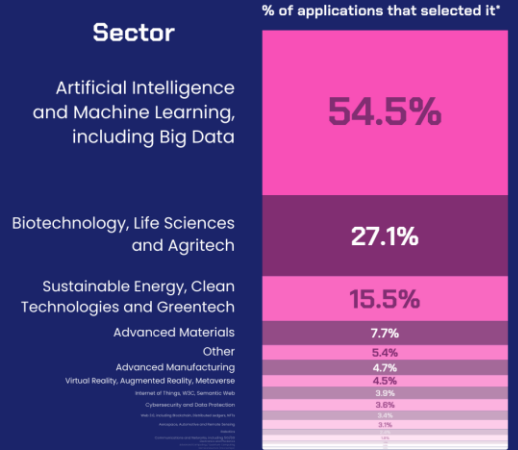 % of applications that selected it*
Sector
Artificial Intelligence
and Machine Learning,
including Big Data
54.5%
Biotechnology, Life Sciences
and Agritech
27.1%
Sustainable Energy, Clean
Technologies and Greentech
15.5%
Advanced Materials
7.7%
Other
5.4%
Advanced Manufacturing
4.7%
Virtual Reality, Augmented Reality, Metaverse
4.5%
Internet of Things, W3C, Semantic Web
3.9%
Cybersecurity and Data Protection
3.6%
3.4%
Aerospace, Automotive and Remote Sensing
3.1%